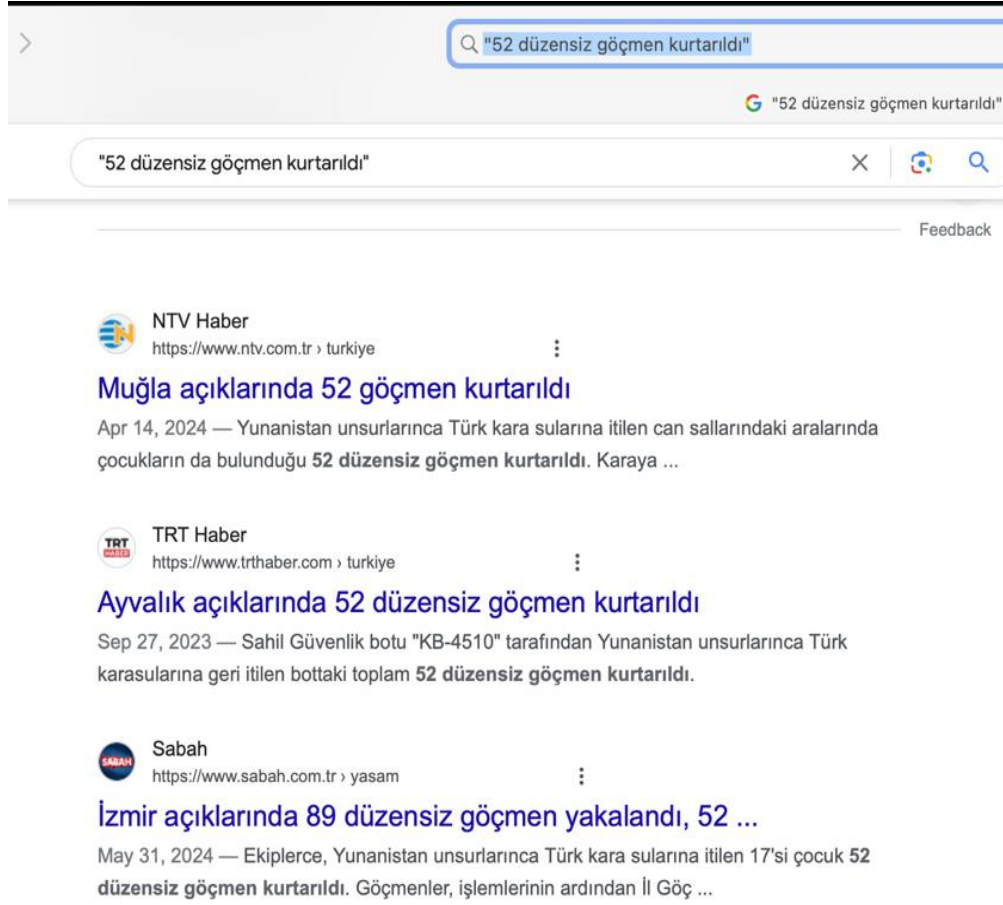 "52 düzensiz göçmen kurtarıldı"
"52 düzensiz göçmen kurtarıldı"
"52 düzensiz göçmen kurtarıldı"
Feedback
NTV Haber
https://www.ntv.com.tr › turkiye
Muğla açıklarında 52 göçmen kurtarıldı
Apr 14, 2024 — Yunanistan unsurlarınca Türk kara sularına itilen can sallarındaki aralarında
çocukların da bulunduğu 52 düzensiz göçmen kurtarıldı. Karaya ...
TRT Haber
https://www.trthaber.com › turkiye
Ayvalık açıklarında 52 düzensiz göçmen kurtarıldı
Sep 27, 2023 — Sahil Güvenlik botu "KB-4510" tarafından Yunanistan unsurlarınca Türk
karasularına geri itilen bottaki toplam 52 düzensiz göçmen kurtarıldı.
Sabah
https://www.sabah.com.tr › yasam
İzmir açıklarında 89 düzensiz göçmen yakalandı, 52 ...
May 31, 2024 — Ekiplerce, Yunanistan unsurlarınca Türk kara sularına itilen 17'si çocuk 52
düzensiz göçmen kurtarıldı. Göçmenler, işlemlerinin ardından İl Göç ...